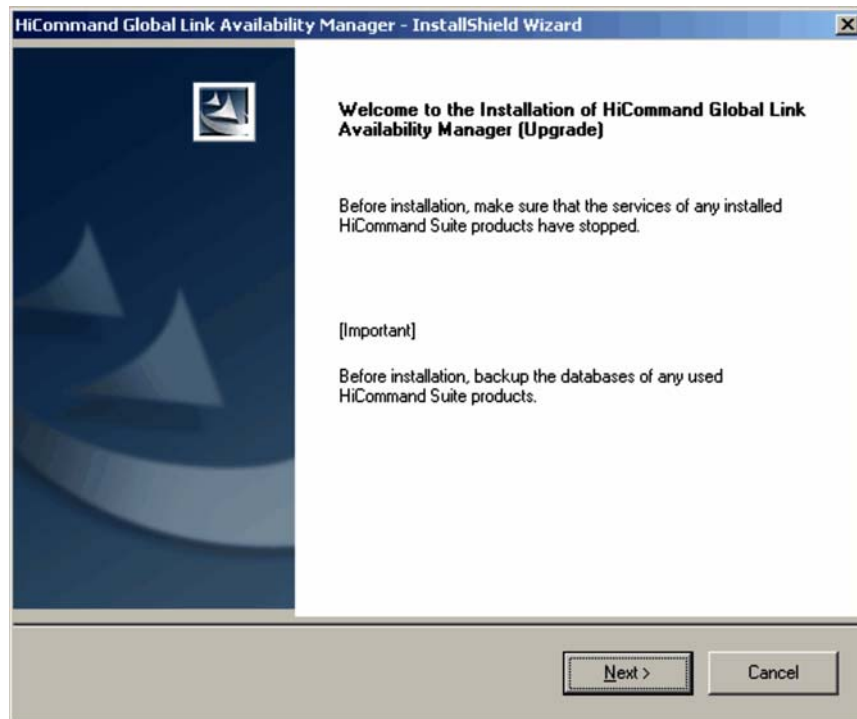 HiCommand Global Link Availability Manager - InstallShield Wizard
Welcome to the Installation of HiCommand Global Link
Availability Manager (Upgrade)
Before installation, make sure that the services of any installed
HiCommand Suite products have stopped.
[Important]
Before installation, backup the databases of any used
HiCommand Suite products.
Next >
Cancel